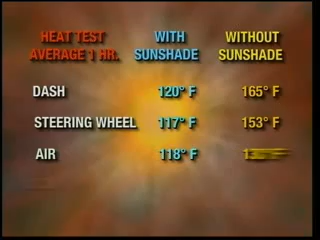 HEAT TEST WITH WITHOUT
AVERAGE 1 HR. SUNSHADE SUNSHADE
DASH 120° F 165° F
STEERING WHEEL 117° F 153° F
AIR 118° F